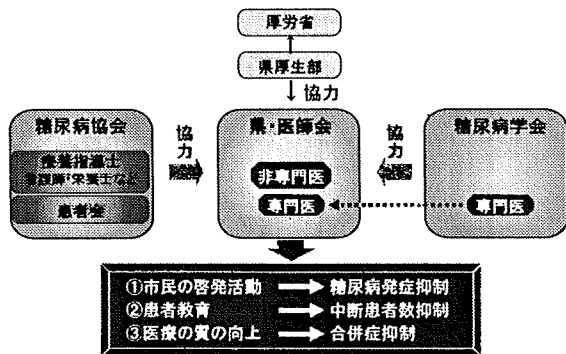 厚労省
県厚生部
協力
糖尿病協会
療養指導士
看護師・栄養士など
患者会
協力
県・医師会
非専門医
専門医
協力
糖尿病学会
専門医
①市民の啓発活動 → 糖尿病発症抑制
②患者教育 → 中断患者数抑制
③医療の質の向上 → 合併症抑制